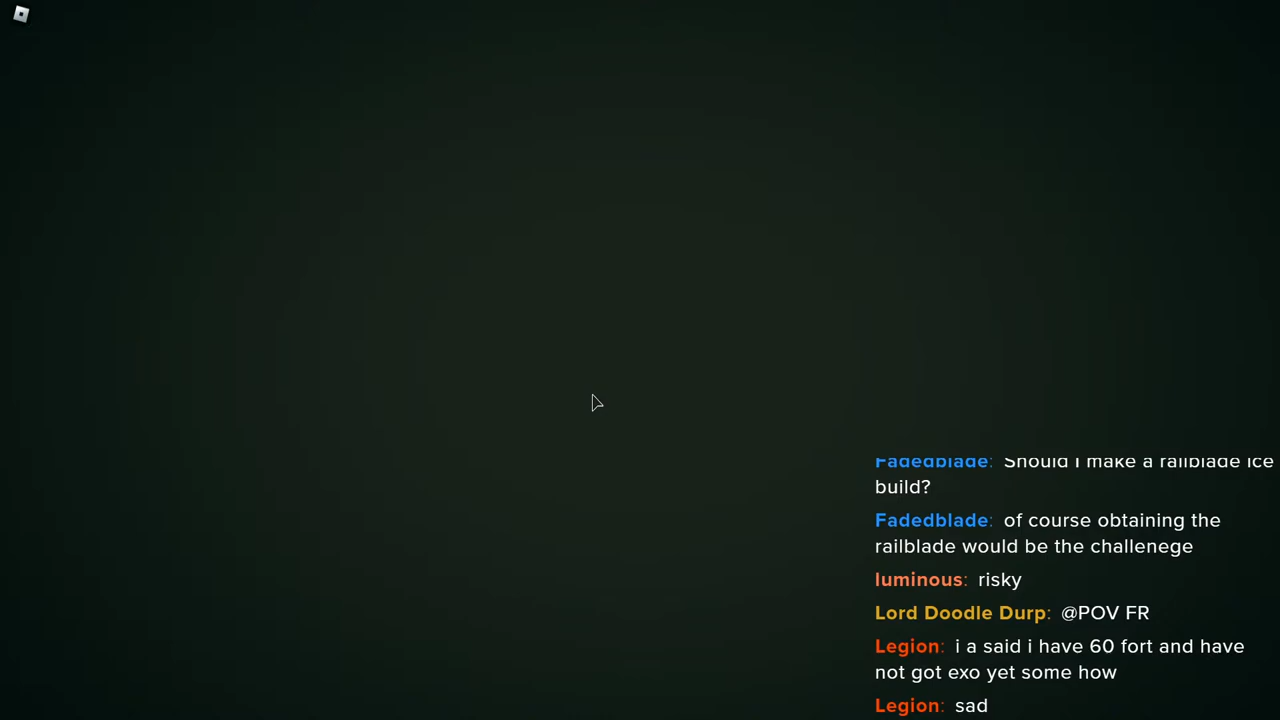 Fadedblade: Should I make a railblade ice
build?
Fadedblade: of course obtaining the
railblade would be the challenege
luminous: risky
Lord Doodle Durp: @POV FR
Legion: i a said i have 60 fort and have
not got exo yet some how
Legion: sad